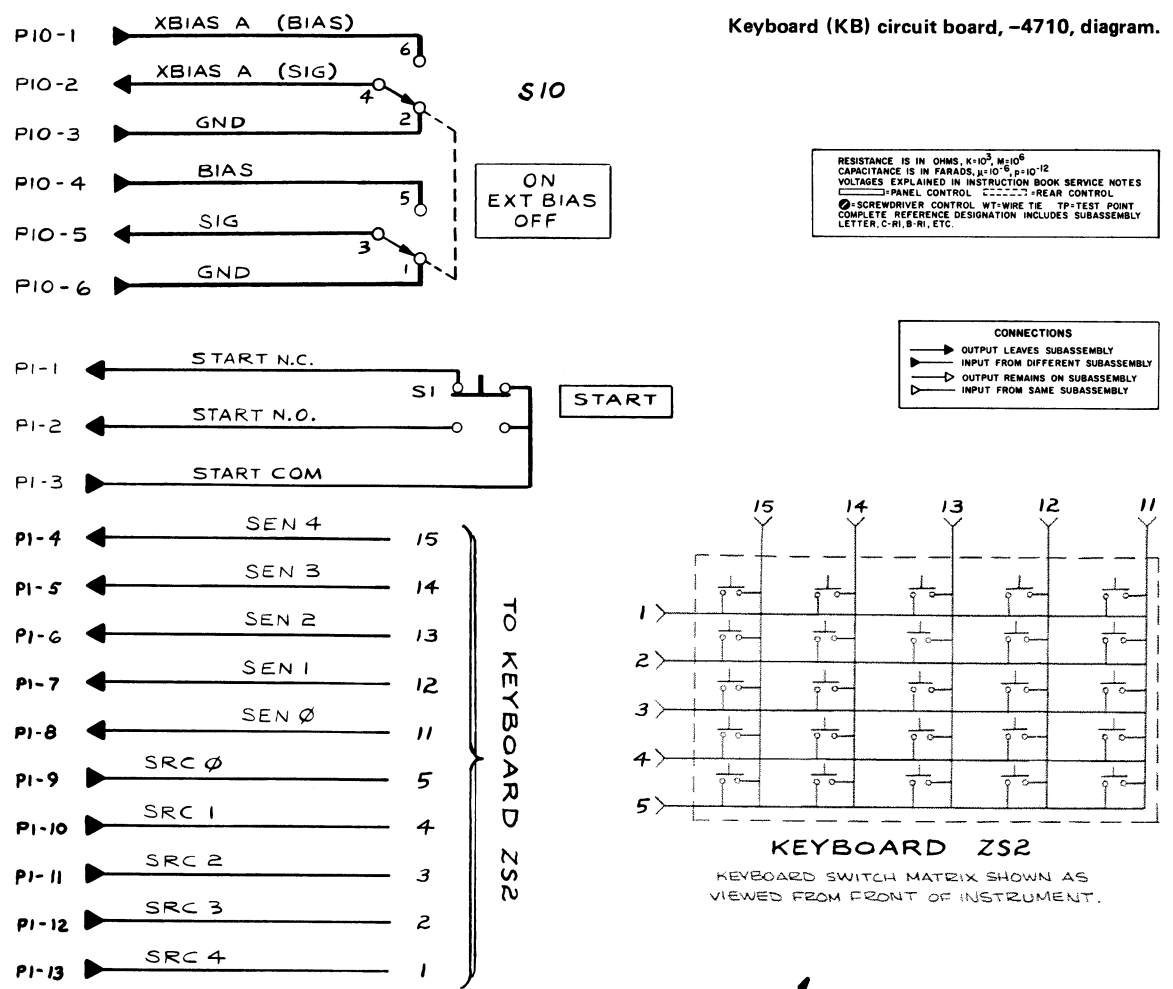 Keyboard (KB) circuit board, –4710, diagram.
P10-1 XBIAS A (BIAS) 6
P10-2 XBIAS A (SIG) 4
S10
P10-3 GND 2
P10-4 BIAS 5
P10-5 SIG 3
P10-6 GND 1
ON
EXT BIAS
OFF
RESISTANCE IS IN OHMS, K=10³, M=10⁶
CAPACITANCE IS IN FARADS, μ=10⁻⁶, p=10⁻¹²
VOLTAGES EXPLAINED IN INSTRUCTION BOOK SERVICE NOTES
=PANEL CONTROL =REAR CONTROL
=SCREWDRIVER CONTROL WT=WIRE TIE TP=TEST POINT
COMPLETE REFERENCE DESIGNATION INCLUDES SUBASSEMBLY
LETTER, C-R1, B-R1, ETC.
CONNECTIONS
OUTPUT LEAVES SUBASSEMBLY
INPUT FROM DIFFERENT SUBASSEMBLY
OUTPUT REMAINS ON SUBASSEMBLY
INPUT FROM SAME SUBASSEMBLY
P1-1 START N.C.
S1
START
P1-2 START N.O.
P1-3 START COM
P1-4 SEN 4 15
P1-5 SEN 3 14
P1-6 SEN 2 13
P1-7 SEN 1 12
P1-8 SEN Ø 11
P1-9 SRC Ø 5
P1-10 SRC 1 4
P1-11 SRC 2 3
P1-12 SRC 3 2
P1-13 SRC 4 1
TO KEYBOARD ZS2
15 14 13 12 11
1
2
3
4
5
KEYBOARD ZS2
KEYBOARD SWITCH MATRIX SHOWN AS
VIEWED FROM FRONT OF INSTRUMENT.